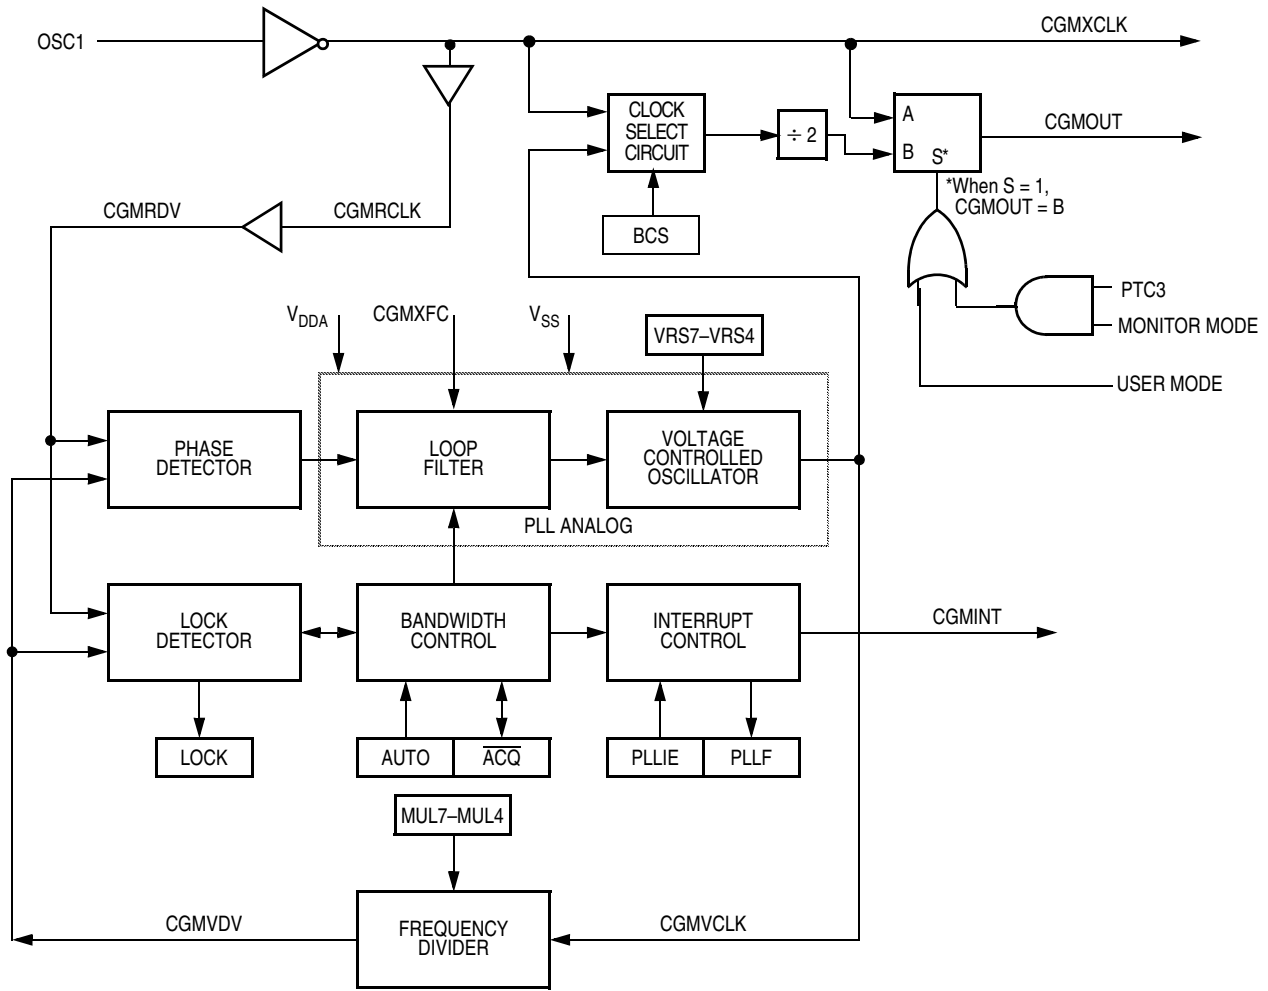 OSC1
CGMXCLK
CLOCK
SELECT
CIRCUIT
÷ 2
A
B
S*
CGMOUT
*When S = 1,
CGMOUT = B
BCS
CGMRDV
CGMRCLK
PTC3
MONITOR MODE
USER MODE
VDDA
CGMXFC
VSS
VRS7–VRS4
PHASE
DETECTOR
LOOP
FILTER
VOLTAGE
CONTROLLED
OSCILLATOR
PLL ANALOG
LOCK
DETECTOR
BANDWIDTH
CONTROL
INTERRUPT
CONTROL
CGMINT
LOCK
AUTO
ACQ
PLLIE
PLLF
MUL7–MUL4
CGMVDV
FREQUENCY
DIVIDER
CGMVCLK